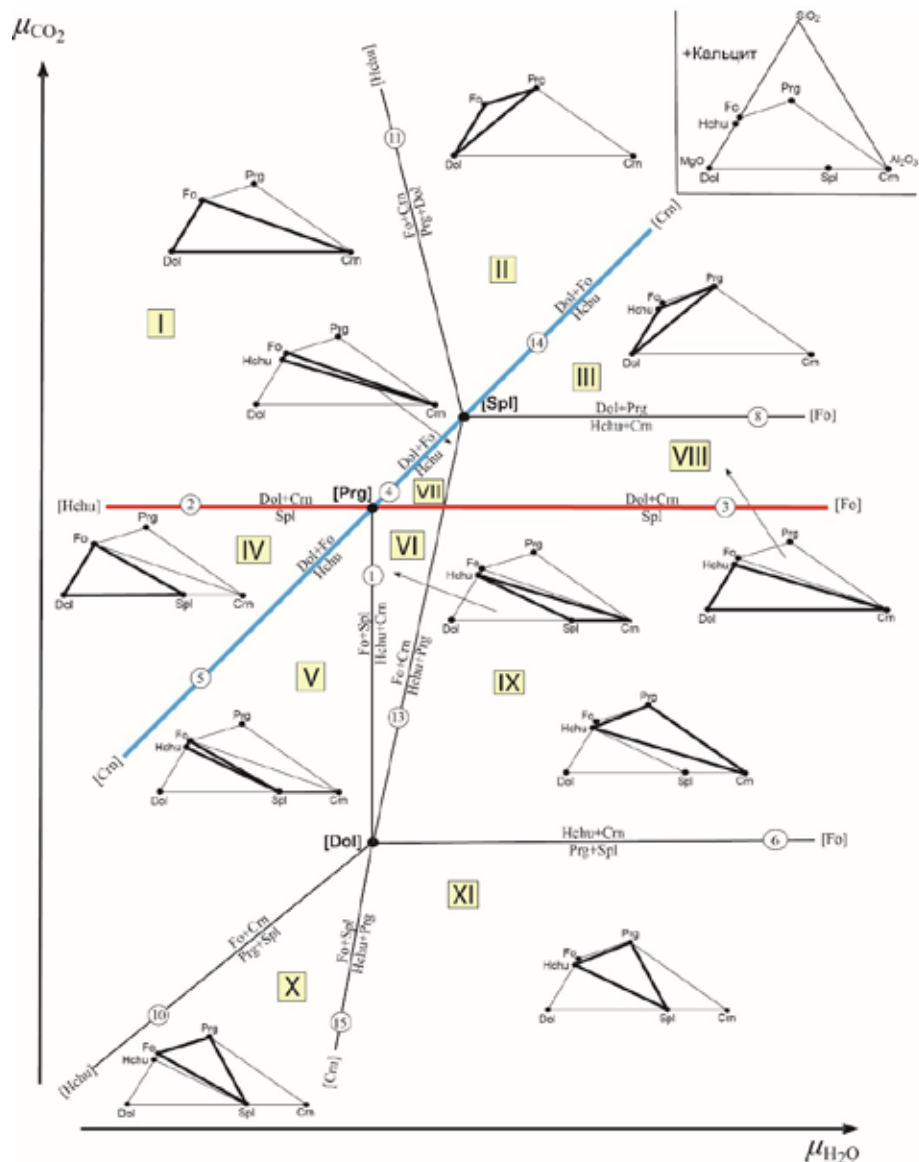 μCO2
[Hchu]
11
Fo+Crn
Prg+Dol
Fo
Prg
Dol
Crn
+Кальцит
SiO2
Prg
Fo
Hchu
MgO
Al2O3
Dol
Spl
Crn
[Crn]
Fo
Prg
Dol
Crn
I
II
Dol+Fo
Hchu
14
Prg
Fo
Hchu
Dol
Crn
III
Prg
Fo
Hchu
Dol
Crn
[Spl]
Dol+Prg
Hchu+Crn
8
[Fo]
Dol+Fo
Hchu
VIII
[Prg]
4
VII
[Hchu]
2
Dol+Crn
Spl
Dol+Crn
Spl
3
[Fo]
IV
Prg
Fo
Dol
Spl
Crn
Dol+Fo
Hchu
VI
1
Prg
Fo
Hchu
Dol
Spl
Crn
Prg
Fo
Hchu
Dol
Crn
Fo+Spl
Hchu+Crn
Fo+Crn
Hchu+Prg
5
V
IX
13
[Crn]
Prg
Fo
Hchu
Dol
Spl
Crn
Prg
Fo
Hchu
Dol
Spl
Crn
[Dol]
Hchu+Crn
Prg+Spl
6
[Fo]
XI
Fo+Crn
Prg+Spl
Fo+Spl
Hchu+Prg
X
10
15
[Hchu]
[Crn]
Prg
Fo
Hchu
Dol
Spl
Crn
Prg
Fo
Hchu
Dol
Spl
Crn
μH2O